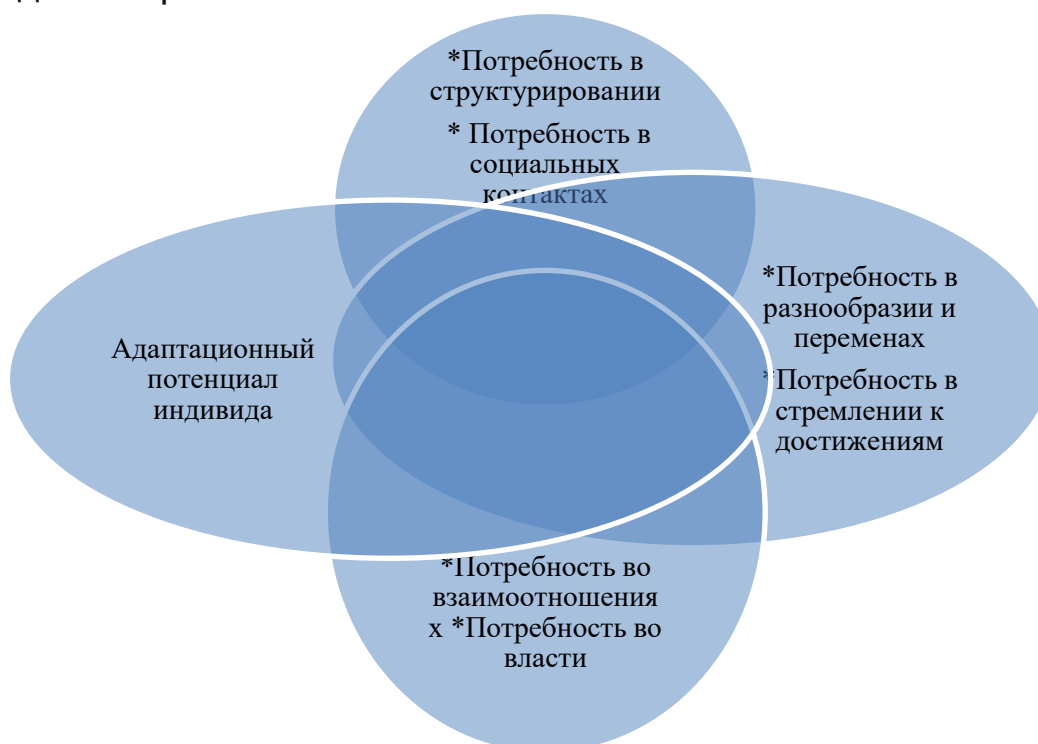 *Потребность в
структурировании
* Потребность в
социальных
контактах
*Потребность в
разнообразии и
переменах
*Потребность в
стремлении к
достижениям
Адаптационный
потенциал
индивида
*Потребность во
взаимоотношения
х *Потребность во
власти